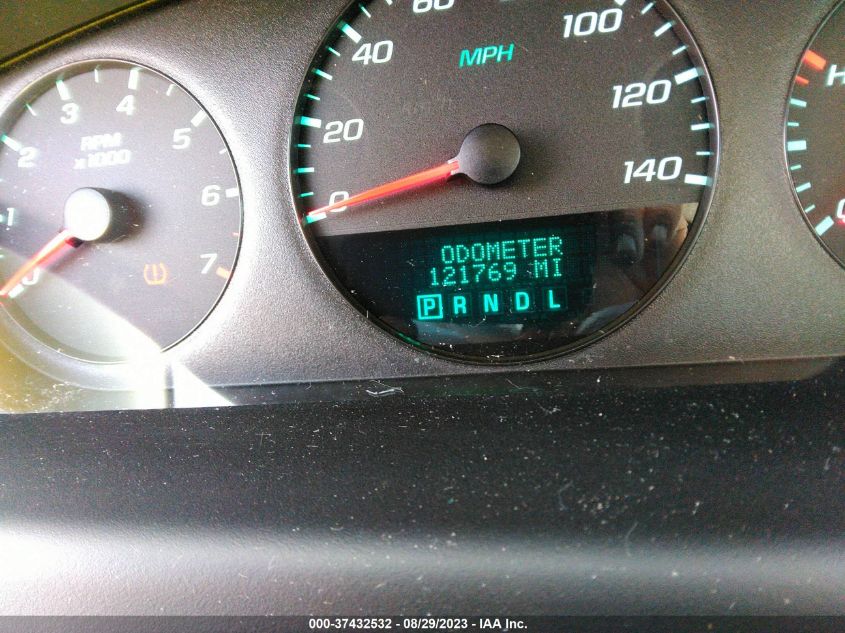 0 1 2 3 4 5 6 7
RPM
x1000
0 20 40 60 100 120 140
MPH
ODOMETER
121769 MI
P R N D L
H
000-37432532 - 08/29/2023 - IAA Inc.